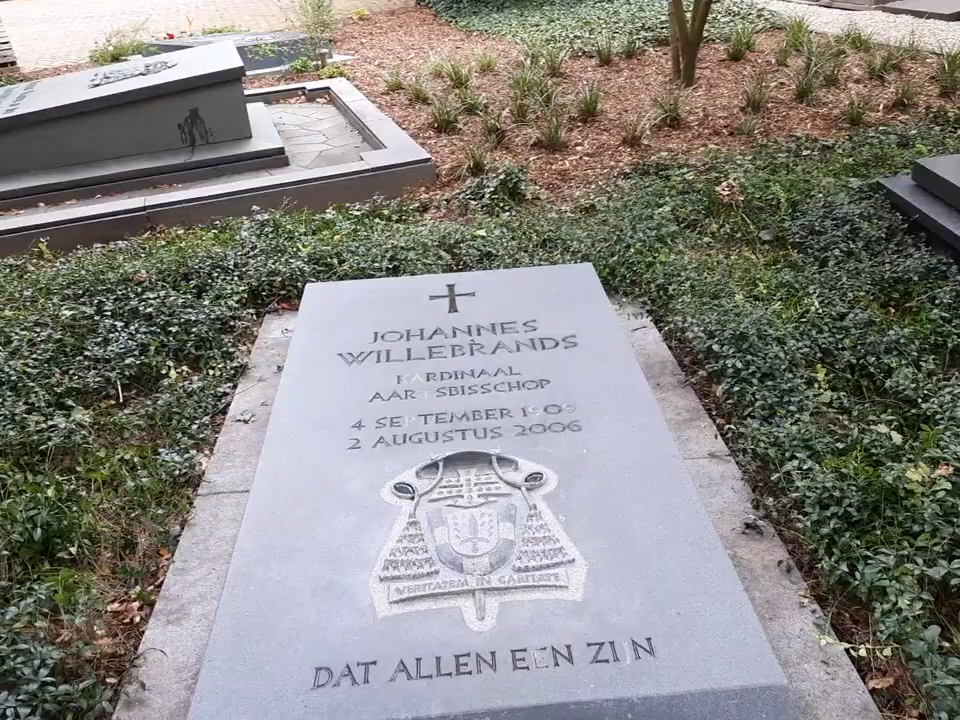 JOHANNES
WILLEBRANDS
KARDINAAL
AARTSBISSCHOP
4 SEPTEMBER 1909
2 AUGUSTUS 2006
VERITATEM IN CARITATE
DAT ALLEN EEN ZIJN